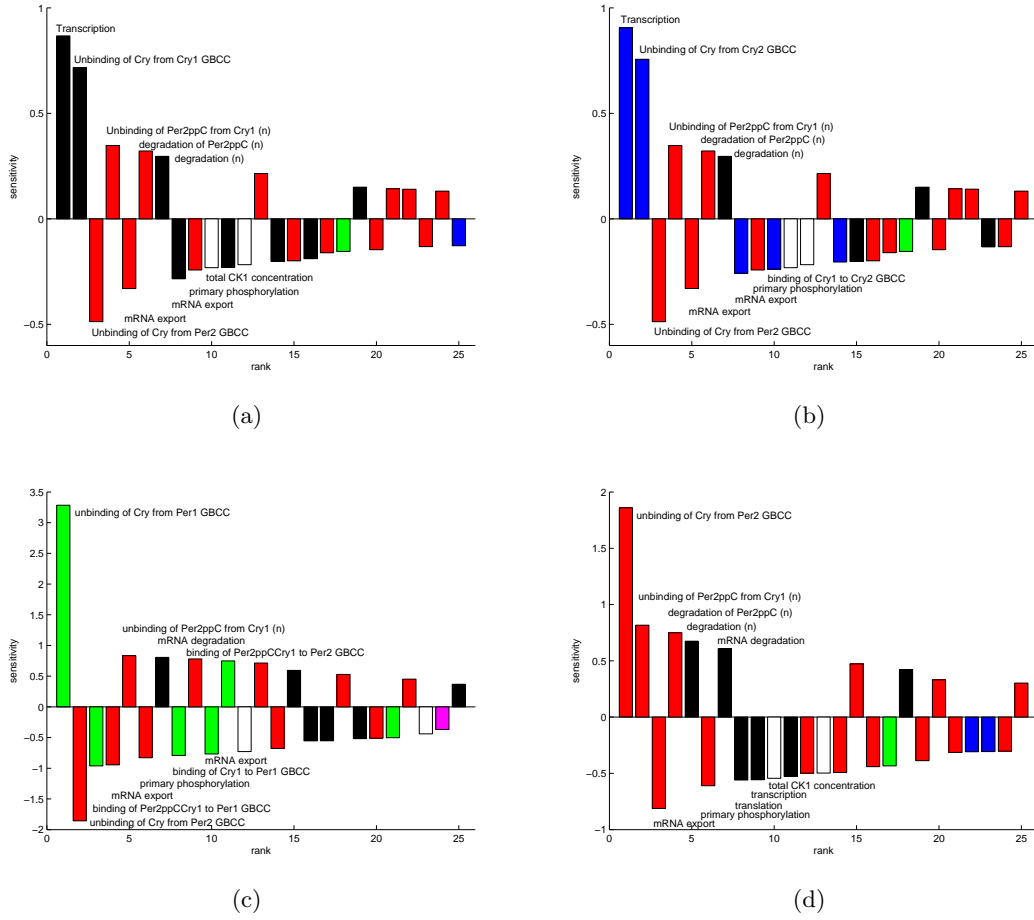 1
Transcription
Unbinding of Cry from Cry1 GBCC
0.5
Unbinding of Per2ppC from Cry1 (n)
degradation of Per2ppC (n)
degradation (n)
sensitivity
0
total CK1 concentration
primary phosphorylation
mRNA export
mRNA export
Unbinding of Cry from Per2 GBCC
−0.5
0 5 10 15 20 25
rank
(a)
1
Transcription
Unbinding of Cry from Cry2 GBCC
0.5
Unbinding of Per2ppC from Cry1 (n)
degradation of Per2ppC (n)
degradation (n)
sensitivity
0
binding of Cry1 to Cry2 GBCC
primary phosphorylation
mRNA export
mRNA export
Unbinding of Cry from Per2 GBCC
−0.5
0 5 10 15 20 25
rank
(b)
3.5
unbinding of Cry from Per1 GBCC
3
2.5
2
1.5
unbinding of Per2ppC from Cry1 (n)
mRNA degradation
binding of Per2ppCCry1 to Per2 GBCC
1
sensitivity
0.5
0
−0.5
mRNA export
−1
binding of Cry1 to Per1 GBCC
primary phosphorylation
mRNA export
−1.5
binding of Per2ppCCry1 to Per1 GBCC
unbinding of Cry from Per2 GBCC
−2
0 5 10 15 20 25
rank
(c)
2
unbinding of Cry from Per2 GBCC
1.5
unbinding of Per2ppC from Cry1 (n)
1
degradation of Per2ppC (n)
degradation (n)
mRNA degradation
sensitivity
0.5
0
−0.5
total CK1 concentration
transcription
translation
primary phosphorylation
mRNA export
−1
0 5 10 15 20 25
rank
(d)